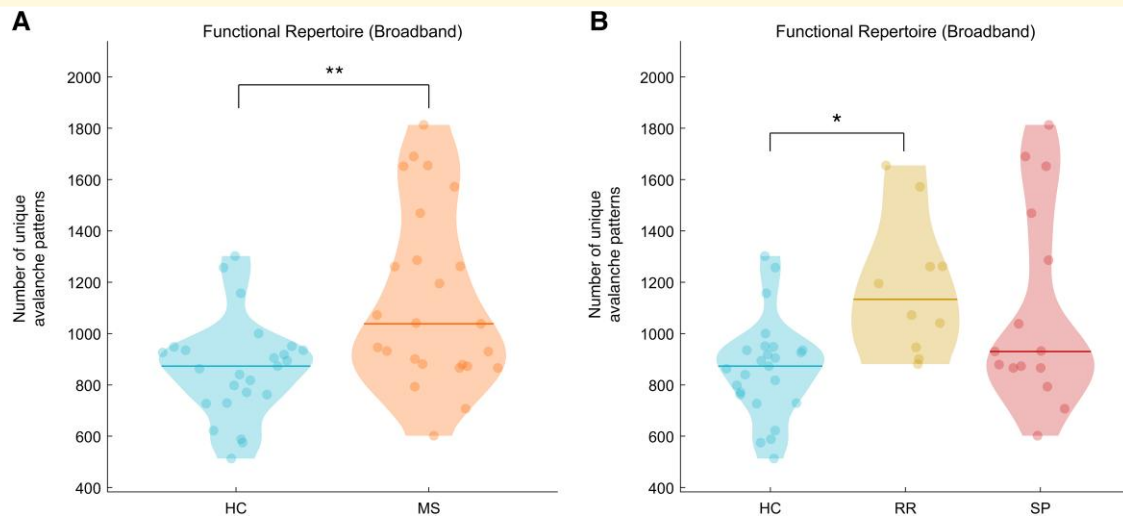 A
Functional Repertoire (Broadband)
**
Number of unique
avalanche patterns
2000
1800
1600
1400
1200
1000
800
600
400
HC
MS
B
Functional Repertoire (Broadband)
*
Number of unique
avalanche patterns
2000
1800
1600
1400
1200
1000
800
600
400
HC
RR
SP